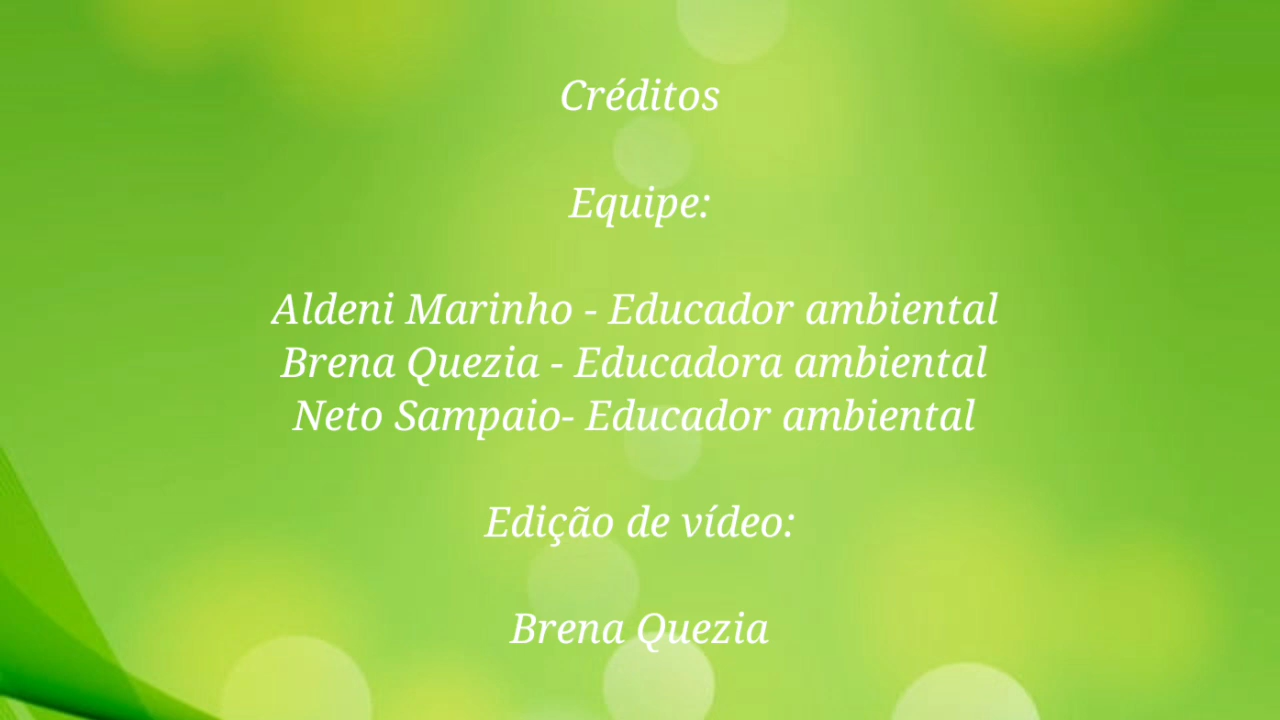 Créditos
Equipe:
Aldeni Marinho - Educador ambiental
Brena Quezia - Educadora ambiental
Neto Sampaio- Educador ambiental
Edição de vídeo:
Brena Quezia